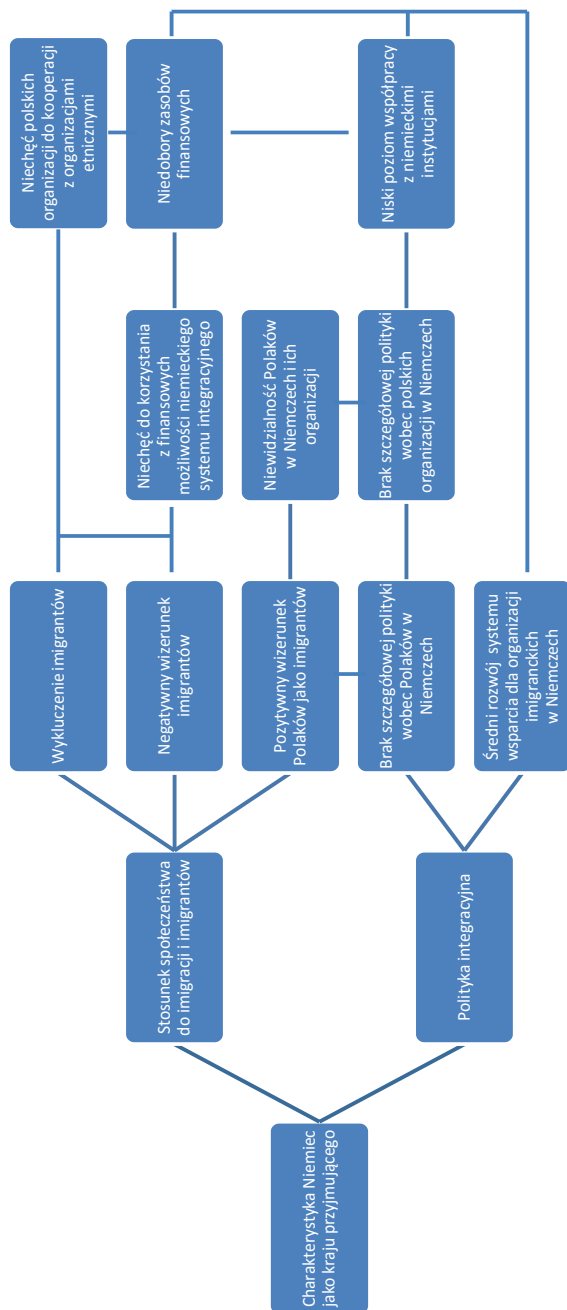 Charakterystyka Niemiec
jako kraju przyjmującego
Stosunek społeczeństwa
do imigracji i imigrantów
Polityka integracyjna
Wykluczenie imigrantów
Negatywny wizerunek
imigrantów
Pozytywny wizerunek
Polaków jako imigrantów
Brak szczegółowej polityki
wobec Polaków w
Niemczech
Średni rozwój systemu
wsparcia dla organizacji
imigranckich
w Niemczech
Niechęć do korzystania
z finansowych
możliwości niemieckiego
systemu integracyjnego
Niewidzialność Polaków
w Niemczech i ich
organizacji
Brak szczegółowej polityki
wobec polskich
organizacji w Niemczech
Niechęć polskich
organizacji do kooperacji
z organizacjami
etnicznymi
Niedobory zasobów
finansowych
Niski poziom współpracy
z niemieckimi
instytucjami